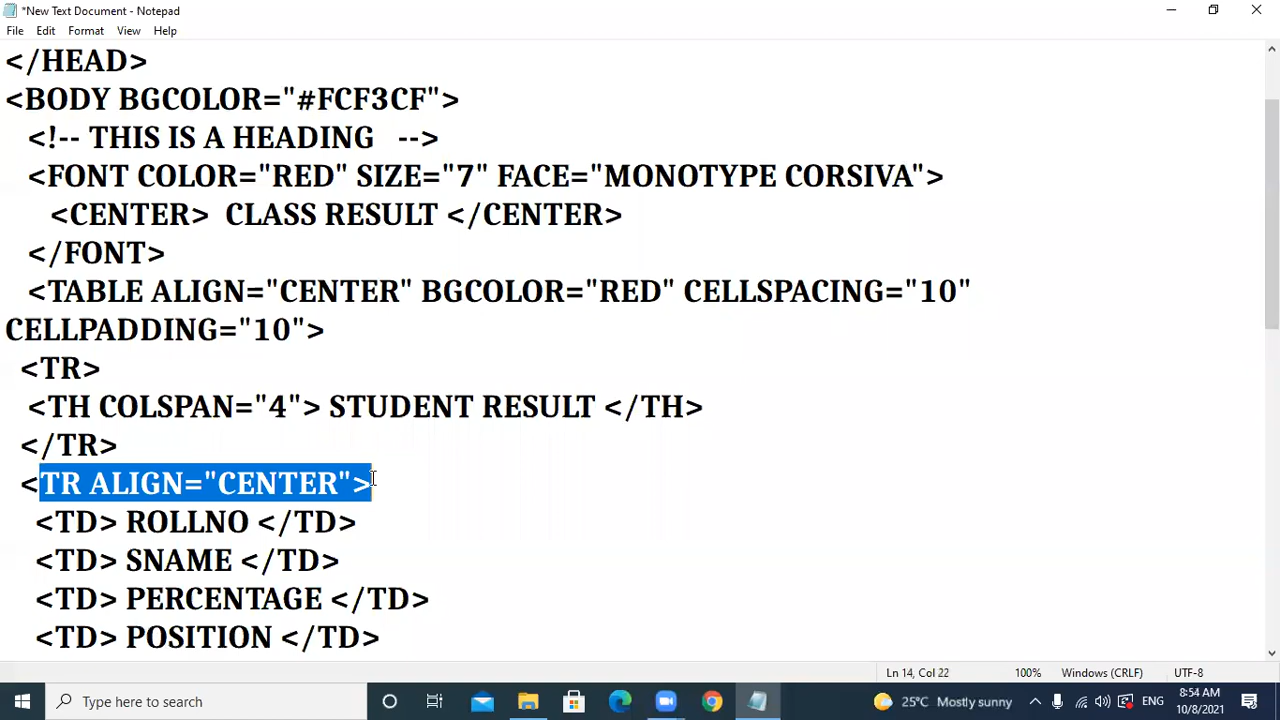 *New Text Document - Notepad
File Edit Format View Help
</HEAD>
<BODY BGCOLOR="#FCF3CF">
<!-- THIS IS A HEADING -->
<FONT COLOR="RED" SIZE="7" FACE="MONOTYPE CORSIVA">
<CENTER> CLASS RESULT </CENTER>
</FONT>
<TABLE ALIGN="CENTER" BGCOLOR="RED" CELLSPACING="10"
CELLPADDING="10">
<TR>
<TH COLSPAN="4"> STUDENT RESULT </TH>
</TR>
<TR ALIGN="CENTER">
<TD> ROLLNO </TD>
<TD> SNAME </TD>
<TD> PERCENTAGE </TD>
<TD> POSITION </TD>
Ln 14, Col 22 100% Windows (CRLF) UTF-8
Type here to search 25°C Mostly sunny ENG 8:54 AM
10/8/2021